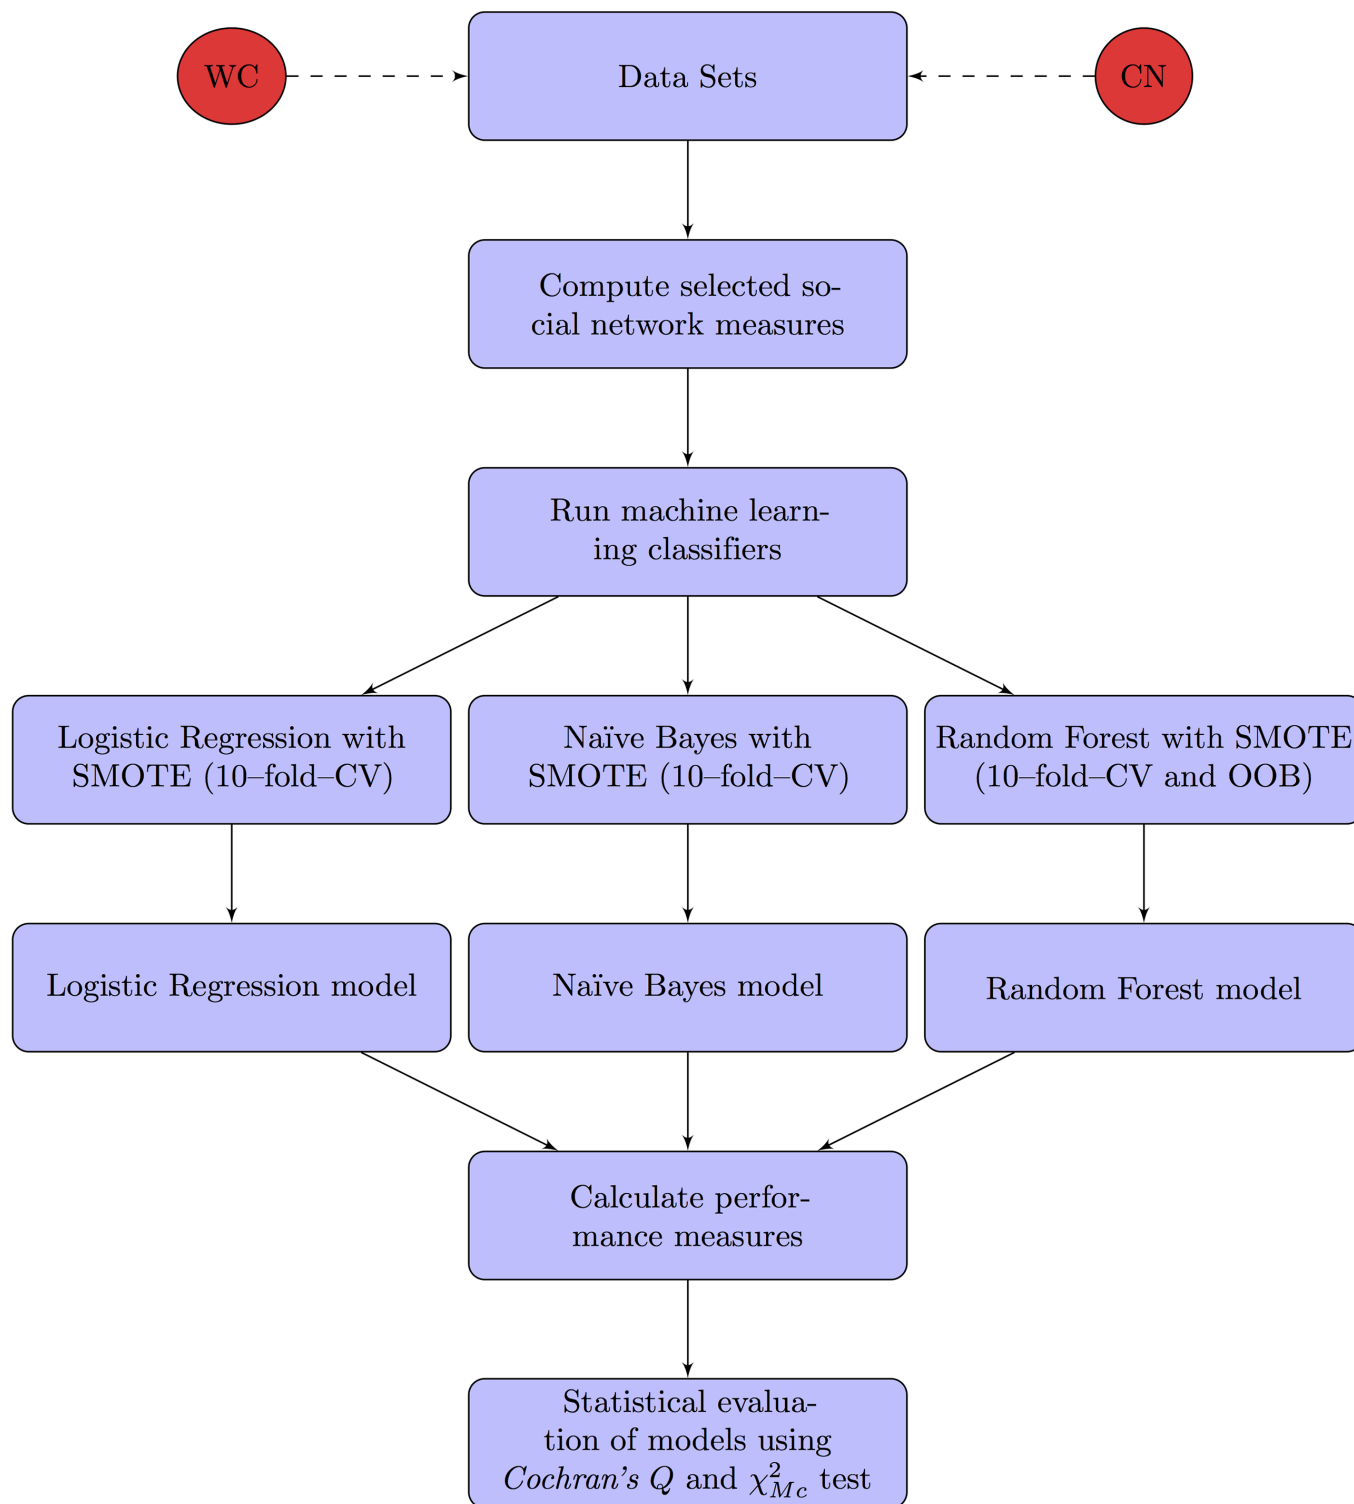 WC
Data Sets
CN
Compute selected so-
cial network measures
Run machine learn-
ing classifiers
Logistic Regression with
SMOTE (10–fold–CV)
Naïve Bayes with
SMOTE (10–fold–CV)
Random Forest with SMOTE
(10–fold–CV and OOB)
Logistic Regression model
Naïve Bayes model
Random Forest model
Calculate perfor-
mance measures
Statistical evalua-
tion of models using
Cochran's Q and χ²_Mc test